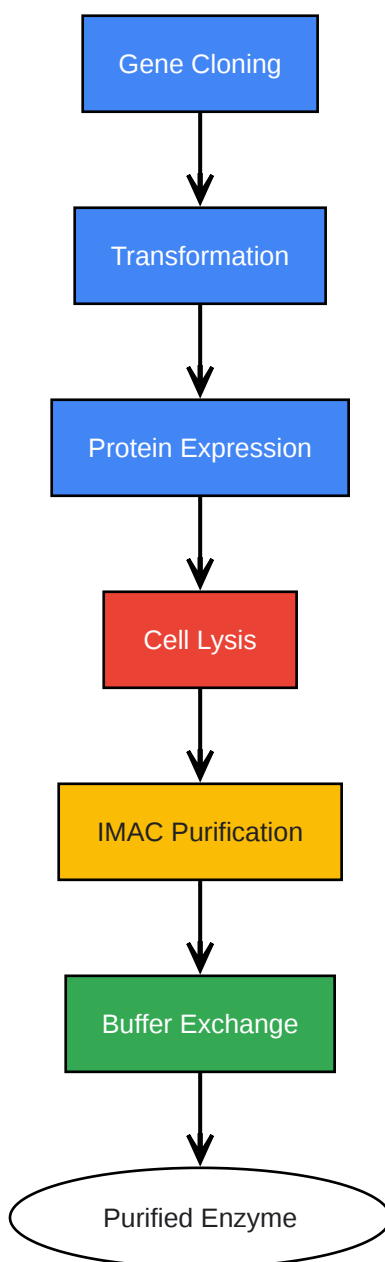 Gene Cloning
Transformation
Protein Expression
Cell Lysis
IMAC Purification
Buffer Exchange
Purified Enzyme